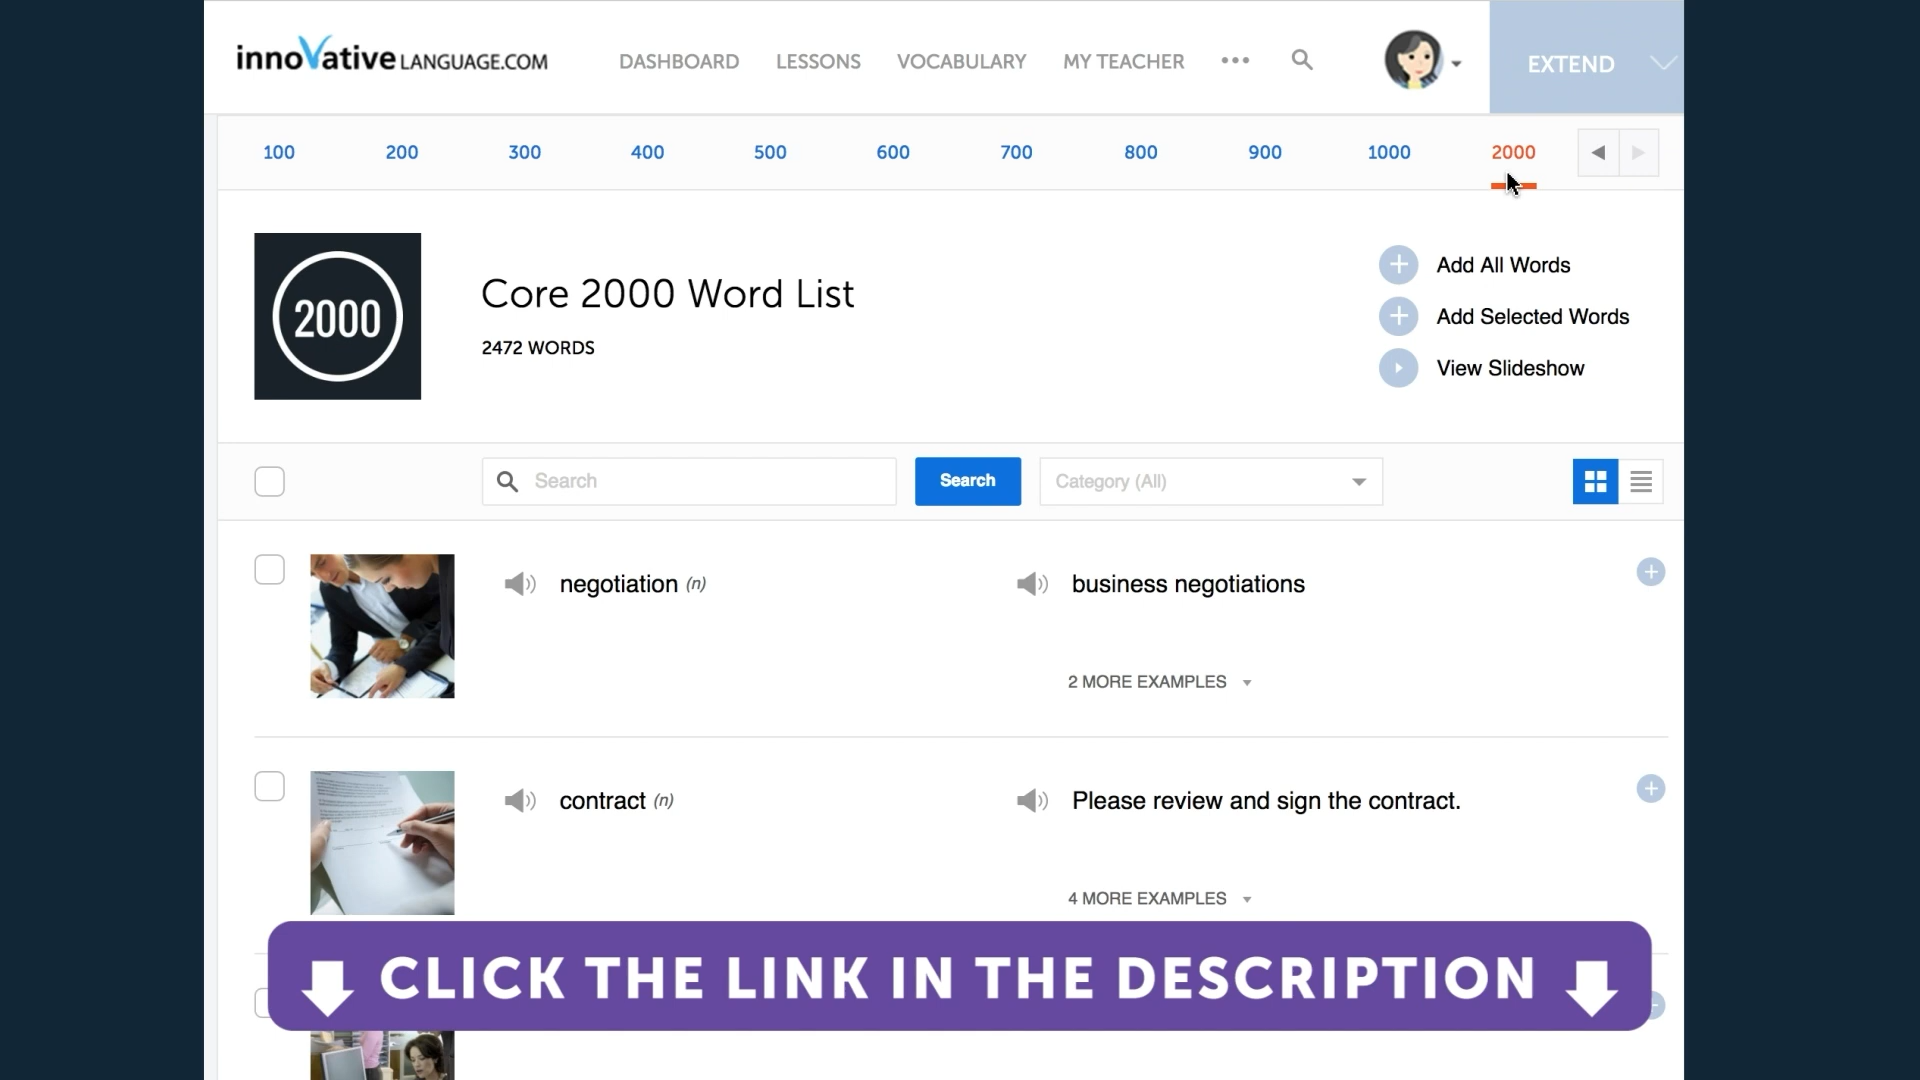 innoVative LANGUAGE.COM
DASHBOARD LESSONS VOCABULARY MY TEACHER ••• EXTEND
100 200 300 400 500 600 700 800 900 1000 2000
2000
Core 2000 Word List
2472 WORDS
Add All Words
Add Selected Words
View Slideshow
Search Search Category (All)
negotiation (n) business negotiations
2 MORE EXAMPLES
contract (n) Please review and sign the contract.
4 MORE EXAMPLES
CLICK THE LINK IN THE DESCRIPTION